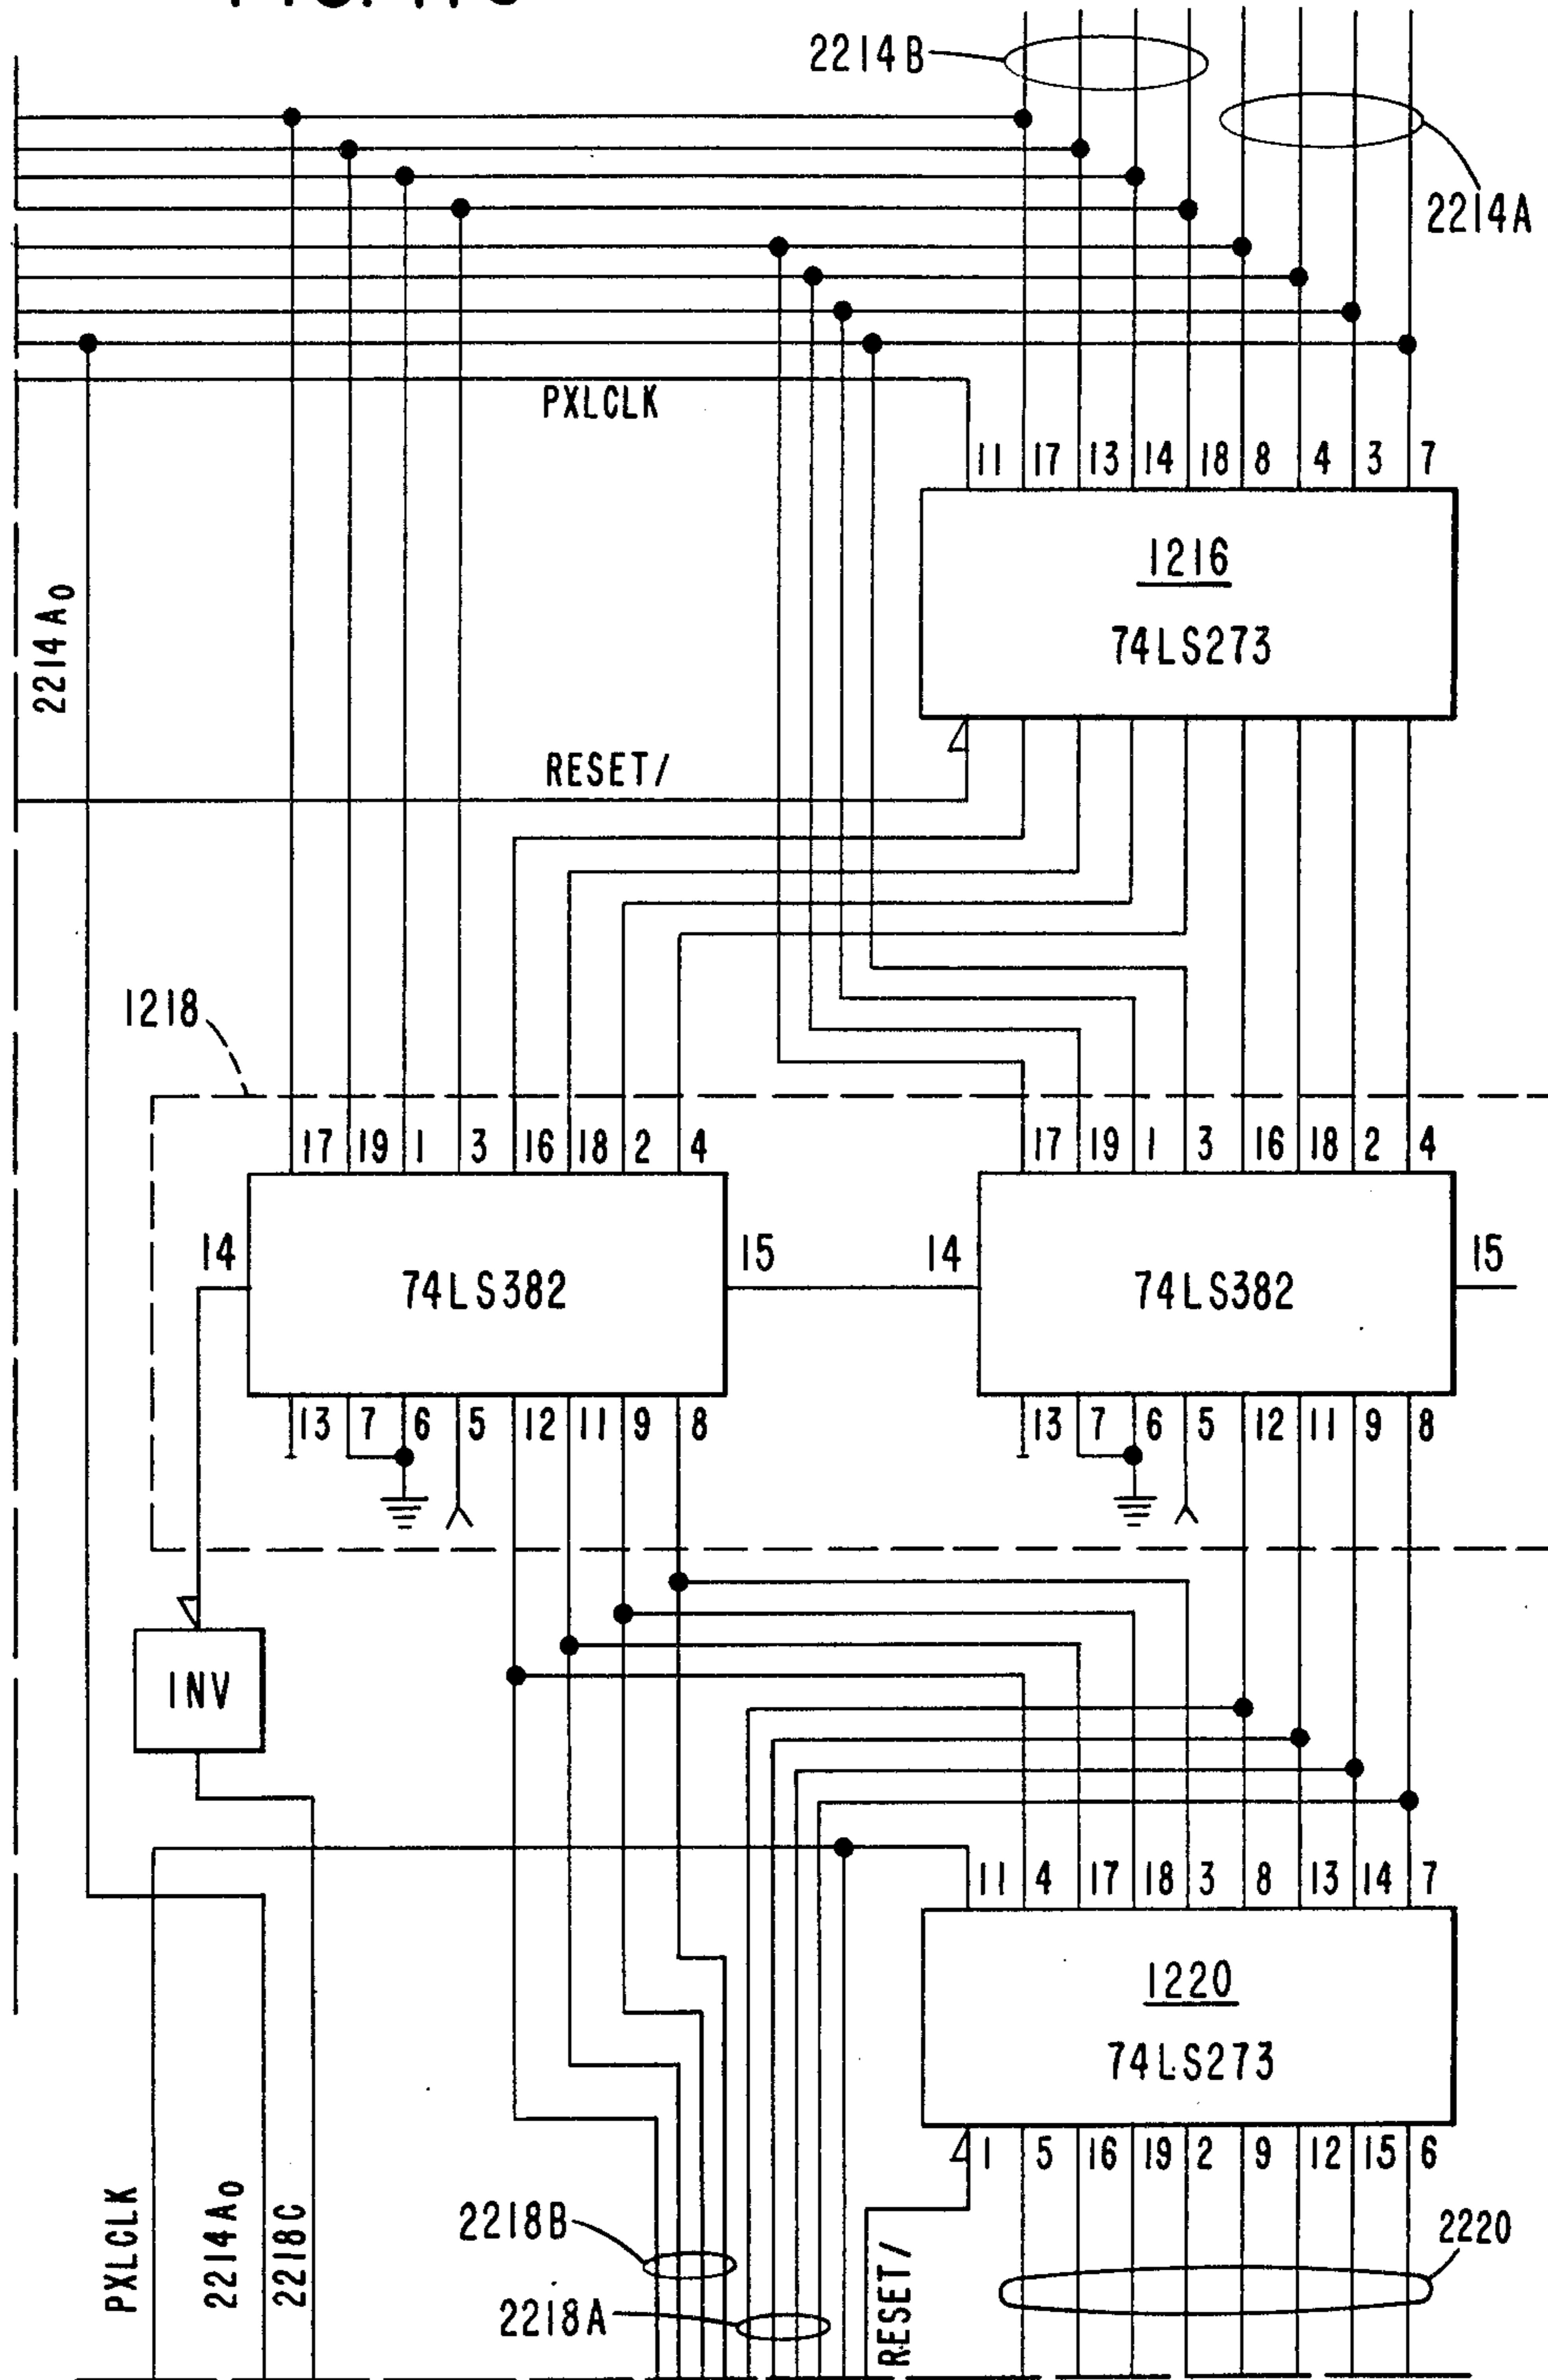 2214B
2214A
PXLCLK
11 17 13 14 18 8 4 3 7
1216
74LS273
2214A0
RESET/
1218
17 19 1 3 16 18 2 4
17 19 1 3 16 18 2 4
14
74LS382
15
14
74LS382
15
13 7 6 5 12 11 9 8
13 7 6 5 12 11 9 8
INV
11 4 17 18 3 8 13 14 7
1220
74LS273
1 5 16 19 2 9 12 15 6
PXLCLK
2214A0
2218C
2218B
2218A
RESET/
2220